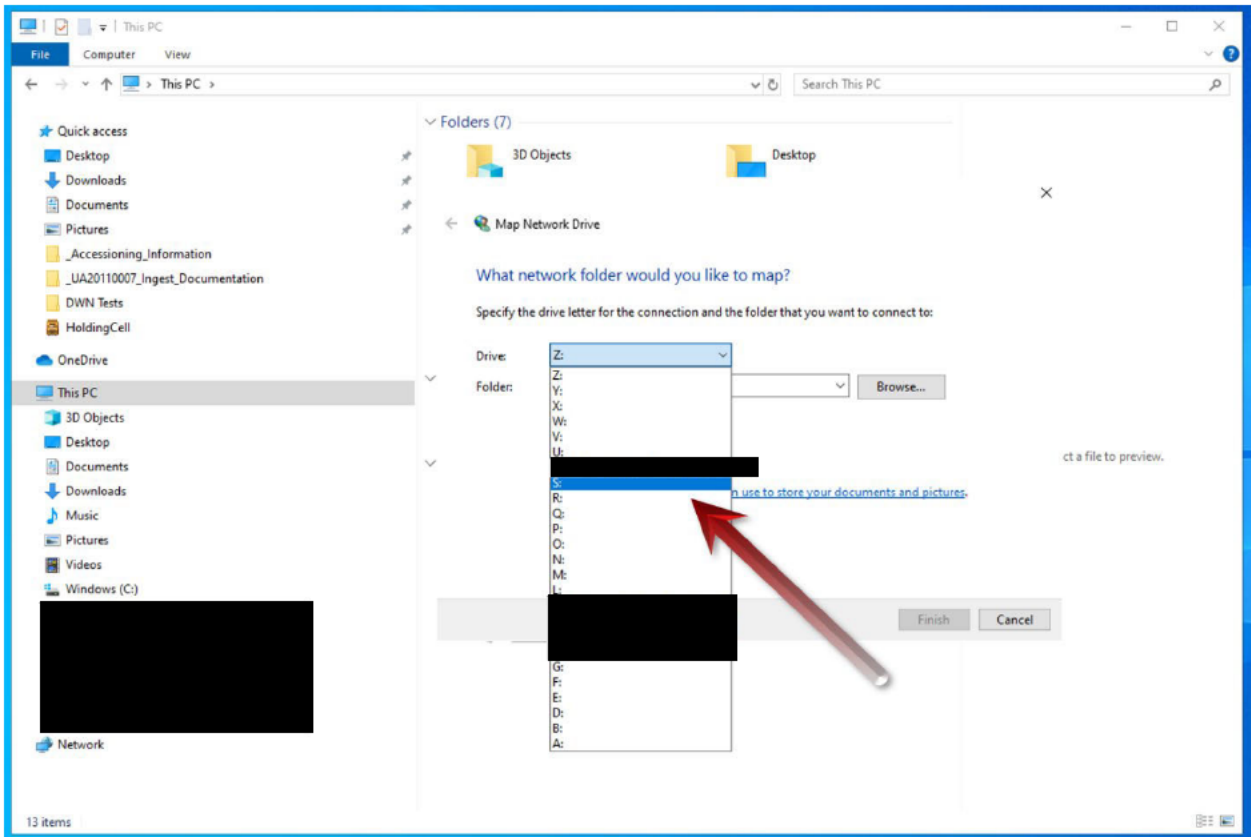 This PC
File Computer View
This PC
Search This PC
Quick access
Desktop
Downloads
Documents
Pictures
_Accessioning_Information
_UA20110007_Ingest_Documentation
DWN Tests
HoldingCell
OneDrive
This PC
3D Objects
Desktop
Documents
Downloads
Music
Pictures
Videos
Windows (C:)
Network
13 items
Folders (7)
3D Objects
Desktop
Map Network Drive
What network folder would you like to map?
Specify the drive letter for the connection and the folder that you want to connect to:
Drive: Z:
Z:
Y:
X:
W:
V:
U:
S:
R:
Q:
P:
O:
N:
M:
L:
G:
F:
E:
D:
B:
A:
Folder:
Browse...
n use to store your documents and pictures.
Finish Cancel
ct a file to preview.